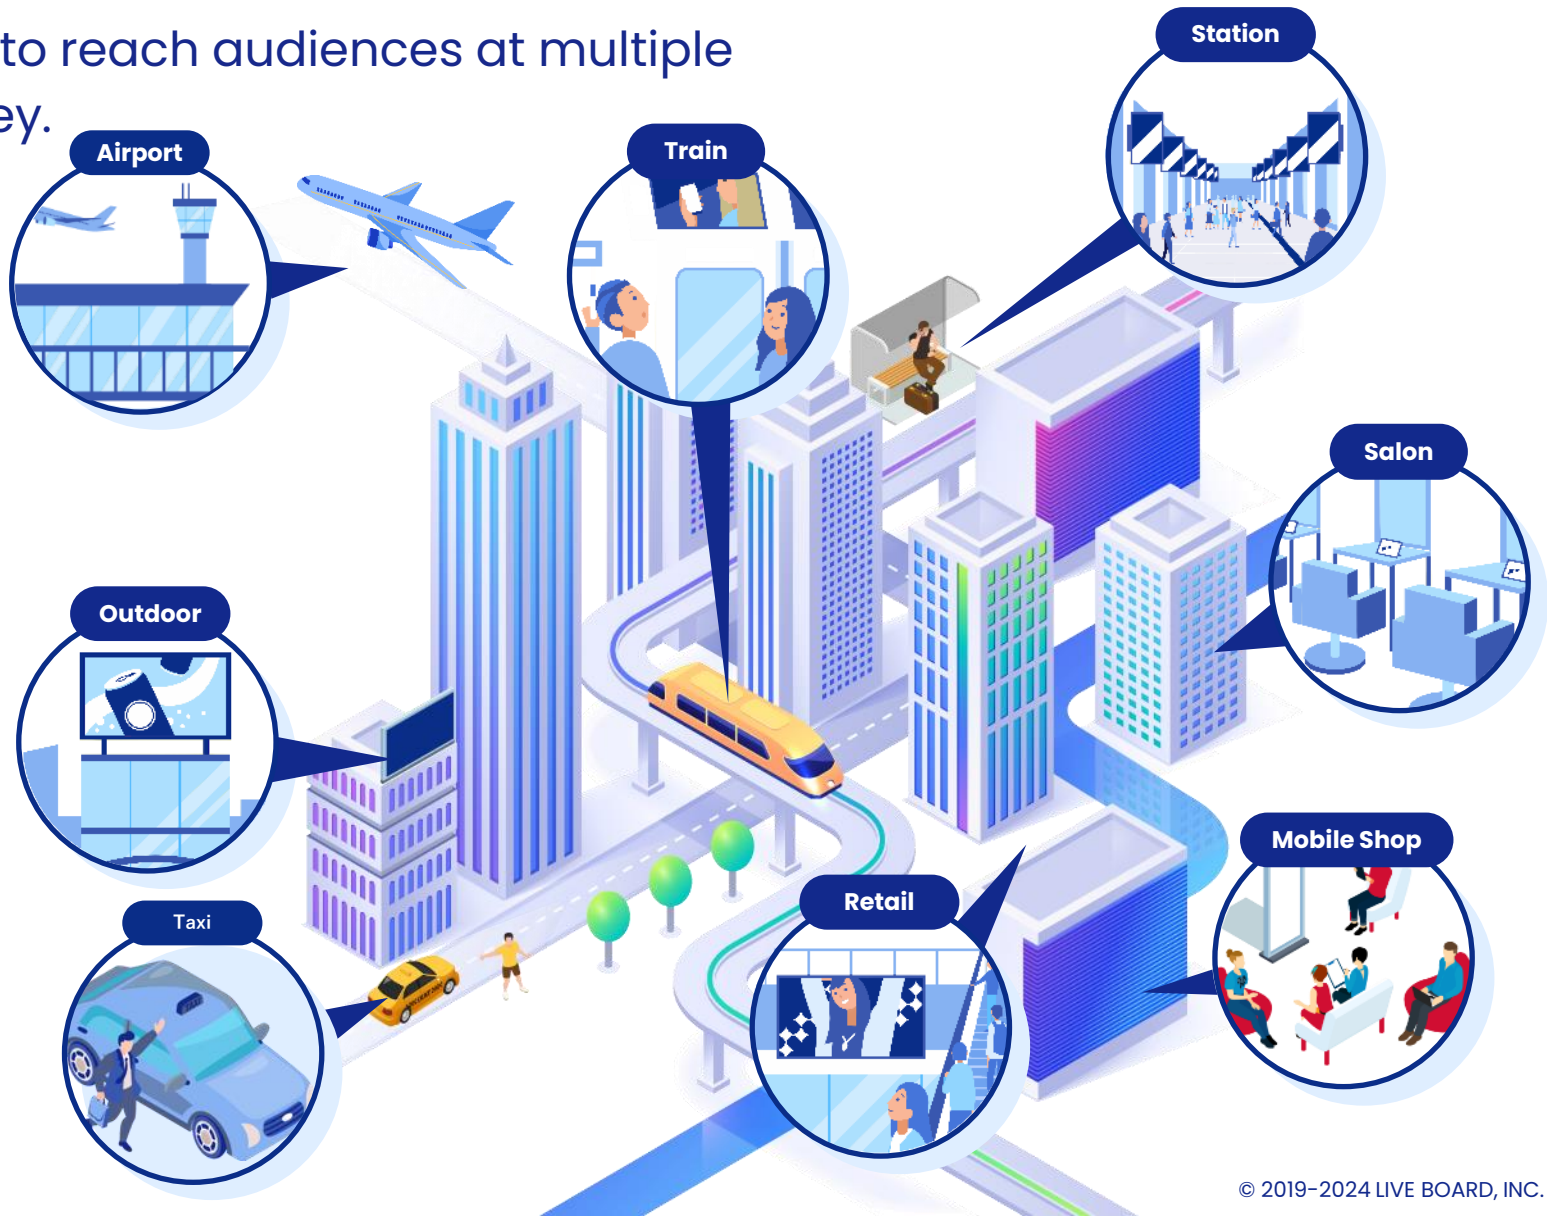 to reach audiences at multiple
ey.
Station
Airport
Train
Salon
Outdoor
Mobile Shop
Retail
Taxi
© 2019-2024 LIVE BOARD, INC.